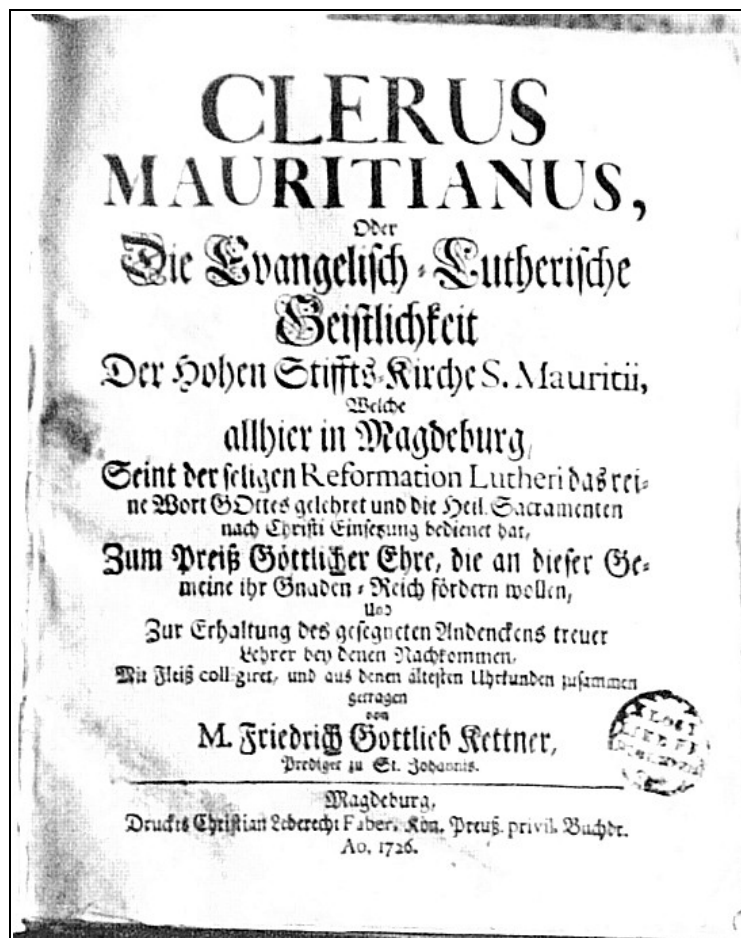 CLERUS
MAURITIANUS,
Oder
Die Evangelisch-Lutherische
Geistlichkeit
Der Hohen Stiffts-Kirche S. Mauritii,
Welche
allhier in Magdeburg,
Seint der seligen Reformation Lutheri das rei-
ne Wort GOttes gelehret und die Heil. Sacramenten
nach Christi Einsetzung bedienet hat,
Zum Preiß Göttlicher Ehre, die an dieser Ge-
meine ihr Gnaden-Reich fördern wollen,
Und
Zur Erhaltung des gesegneten Andenckens treuer
Lehrer bey denen Nachkommen,
Mit Fleiß colligiret, und aus denen ältesten Uhrkunden zusammen
getragen
von
M. Friedrich Gottlieb Kettner,
Prediger zu St. Johannis.
Magdeburg,
Druckts Christian Leberecht Faber, Kön. Preuß. privil. Buchdr.
Ao. 1726.